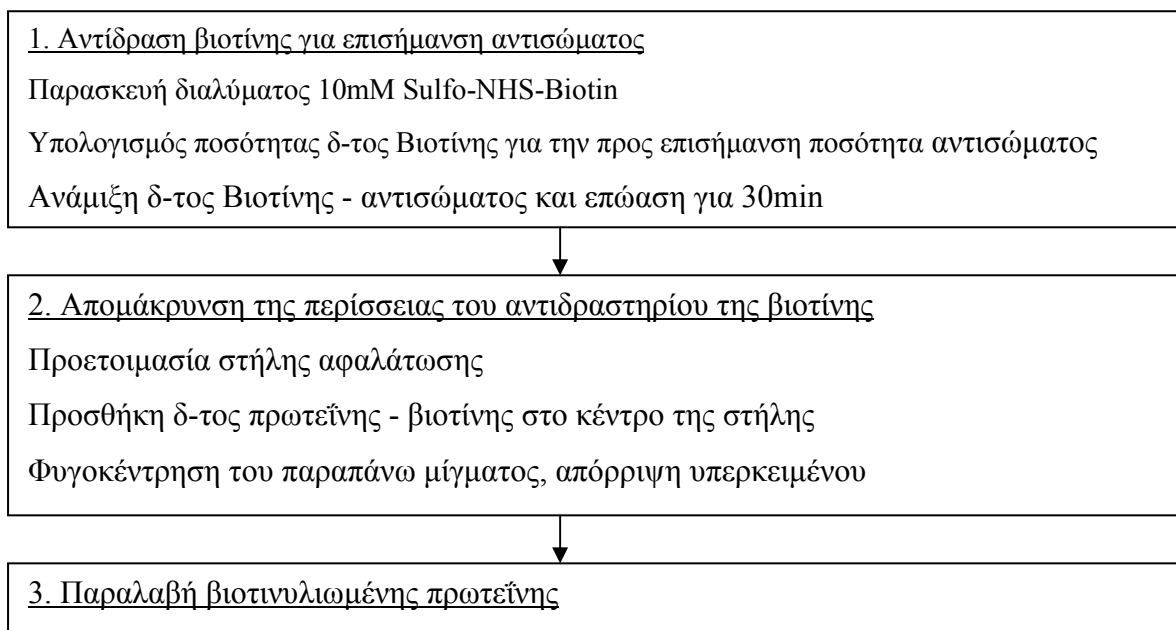 1. Αντίδραση βιοτίνης για επισήμανση αντισώματος
Παρασκευή διαλύματος 10mM Sulfo-NHS-Biotin
Υπολογισμός ποσότητας δ-τος Βιοτίνης για την προς επισήμανση ποσότητα αντισώματος
Ανάμιξη δ-τος Βιοτίνης - αντισώματος και επώαση για 30min
2. Απομάκρυνση της περίσσειας του αντιδραστηρίου της βιοτίνης
Προετοιμασία στήλης αφαλάτωσης
Προσθήκη δ-τος πρωτεΐνης - βιοτίνης στο κέντρο της στήλης
Φυγοκέντρηση του παραπάνω μίγματος, απόρριψη υπερκειμένου
3. Παραλαβή βιοτινυλιωμένης πρωτεΐνης